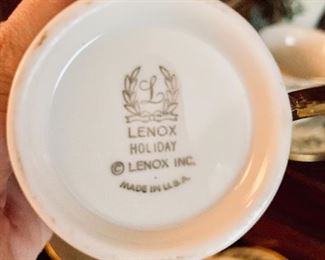 L
LENOX
HOLIDAY
© LENOX INC.
MADE IN U.S.A.